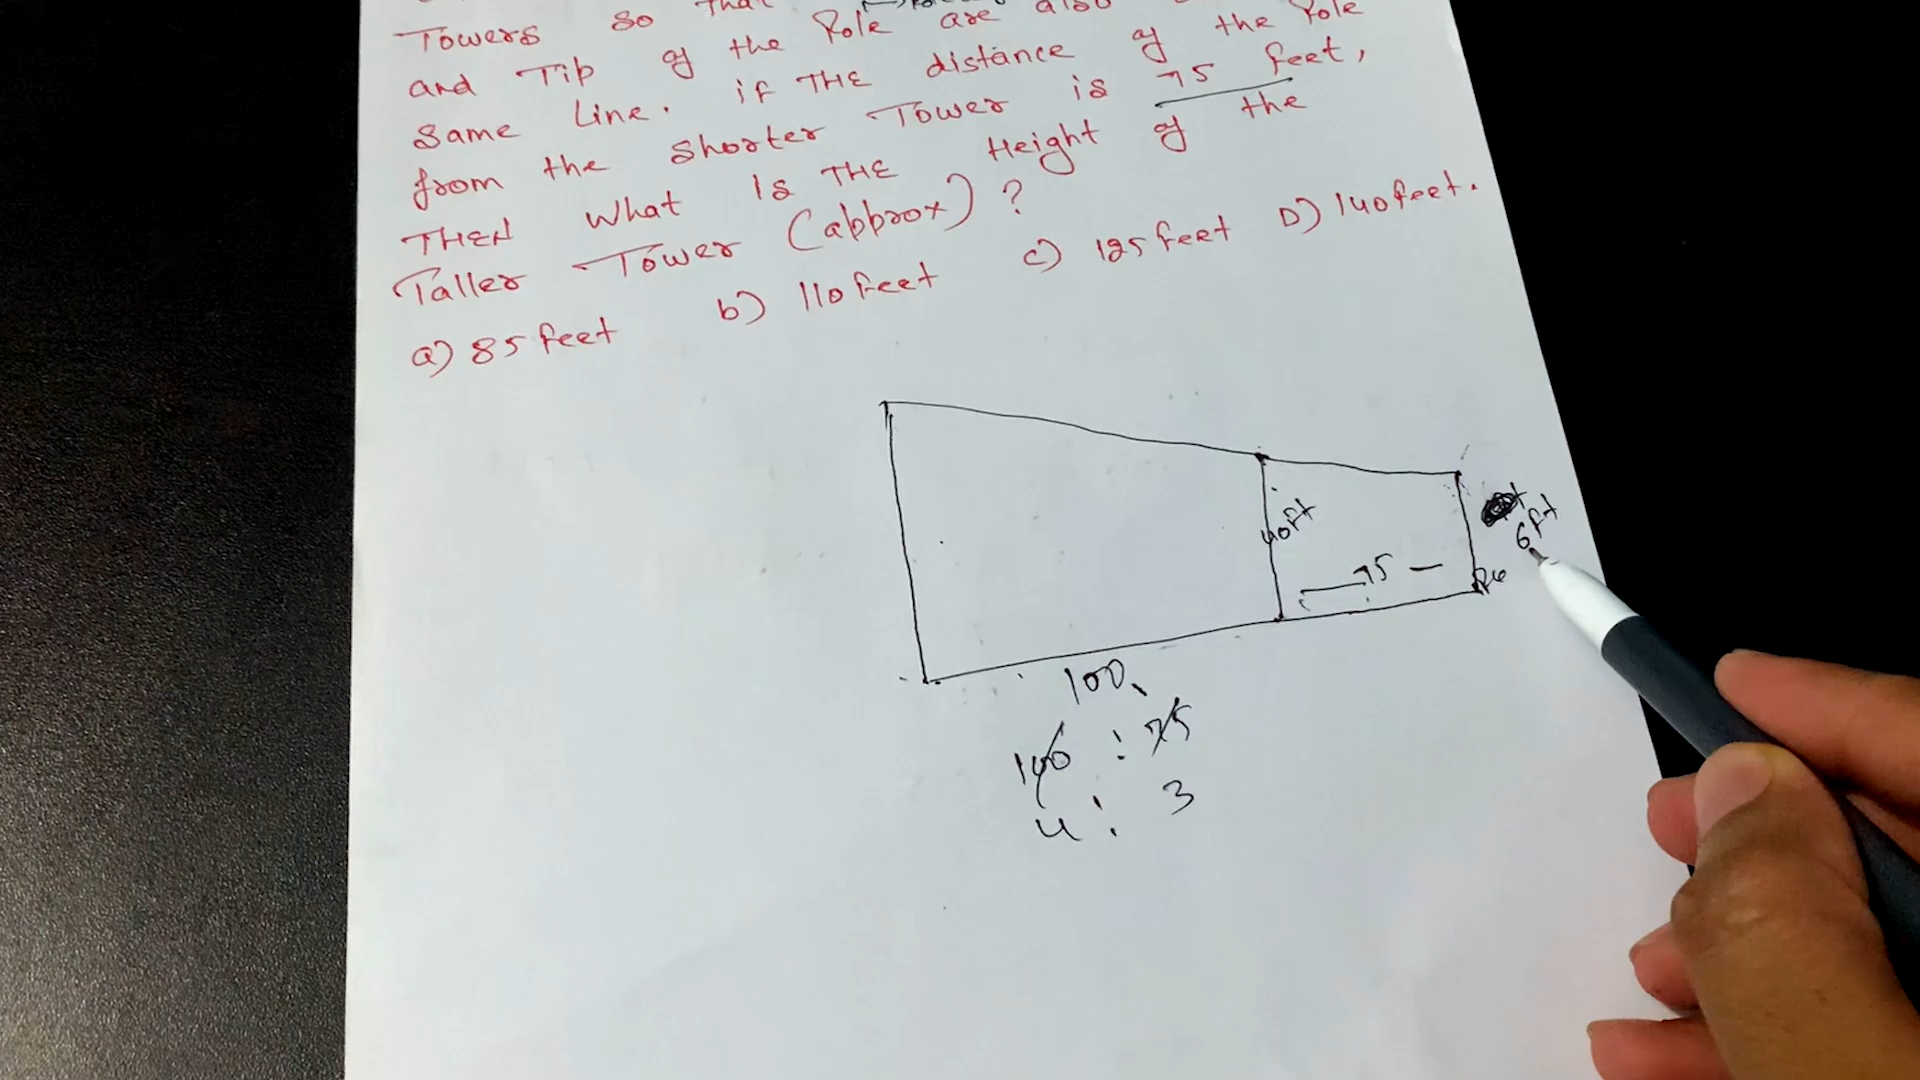 Towers so that
and Tip of the Pole are also
same Line. if THE distance of the Pole
from the shorter Tower is 75 feet,
THEN what is THE Height of the
Taller Tower (abbrox) ?
a) 85 feet b) 110 feet c) 125 feet D) 140 feet.
40ft
6ft
75
100
100 : 75
4 : 3